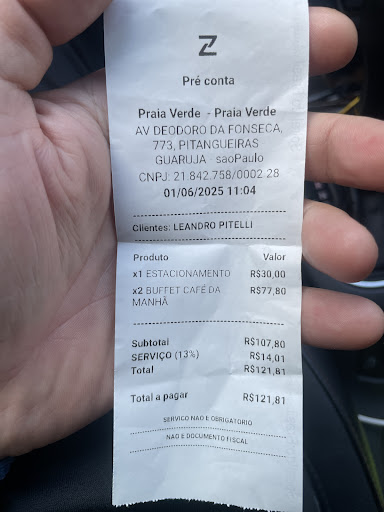 Z
Pré conta
Praia Verde - Praia Verde
AV DEODORO DA FONSECA,
773, PITANGUEIRAS
GUARUJA - saoPaulo
CNPJ: 21.842.758/0002.28
01/06/2025 11:04
Clientes: LEANDRO PITELLI
Produto Valor
x1 ESTACIONAMENTO R$30,00
x2 BUFFET CAFÉ DA R$77,80
MANHÃ
Subtotal R$107,80
SERVIÇO (13%) R$14,01
Total R$121,81
Total a pagar R$121,81
SERVICO NAO E OBRIGATORIO
NAO E DOCUMENTO FISCAL